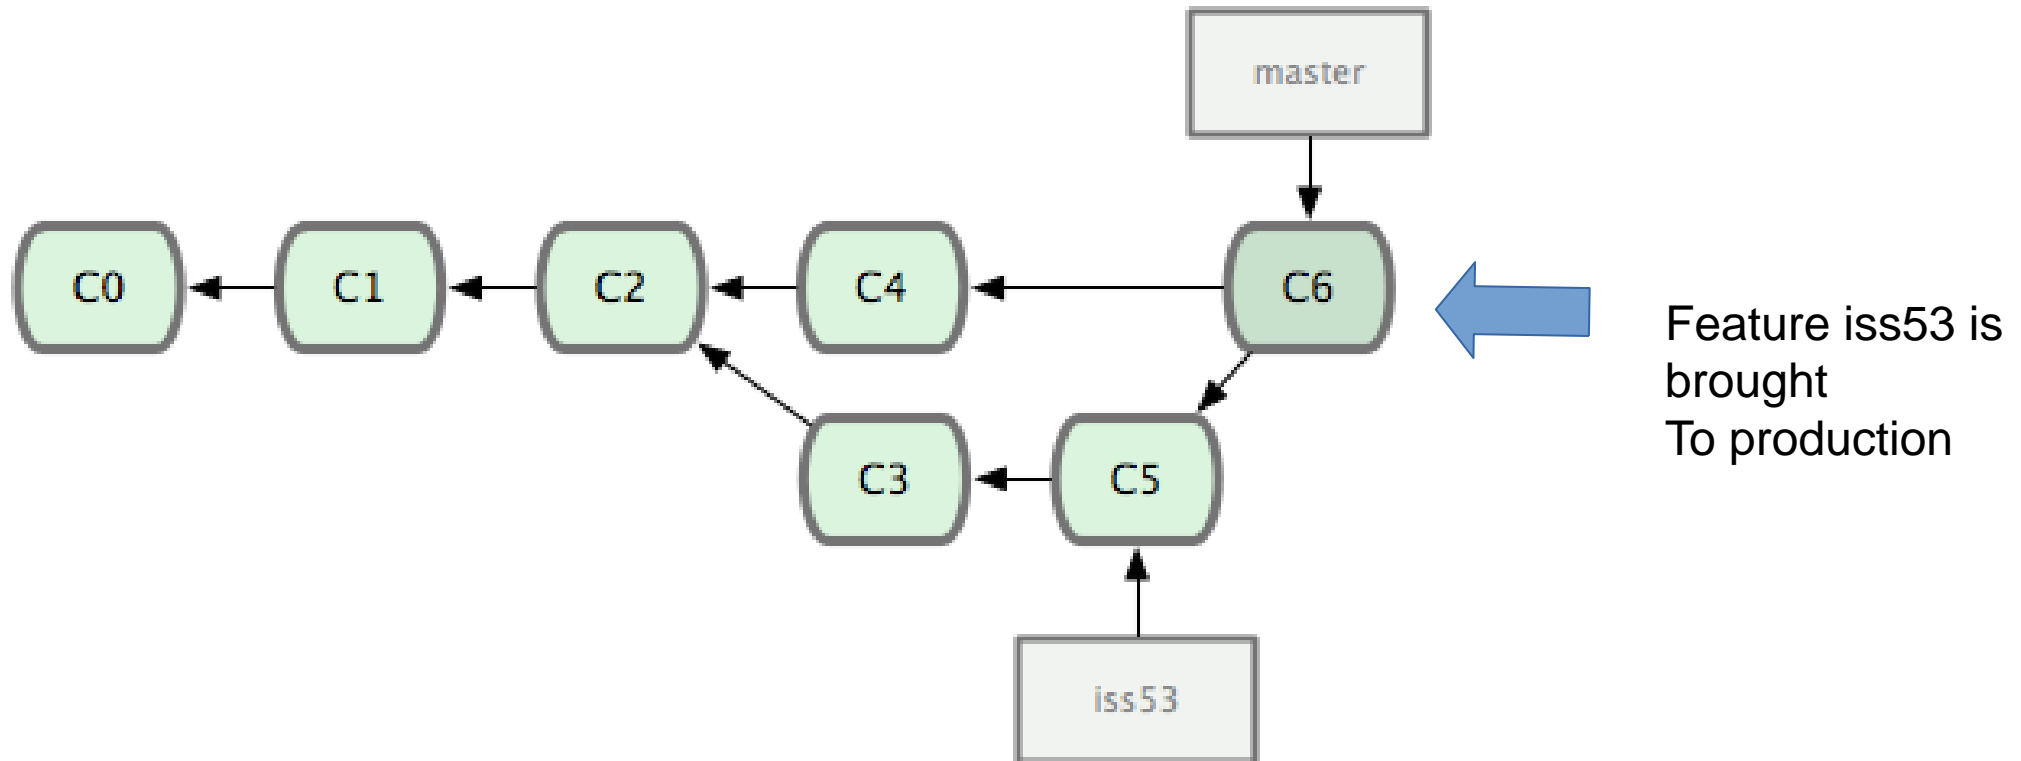 master
C0
C1
C2
C4
C6
Feature iss53 is
brought
To production
C3
C5
iss53